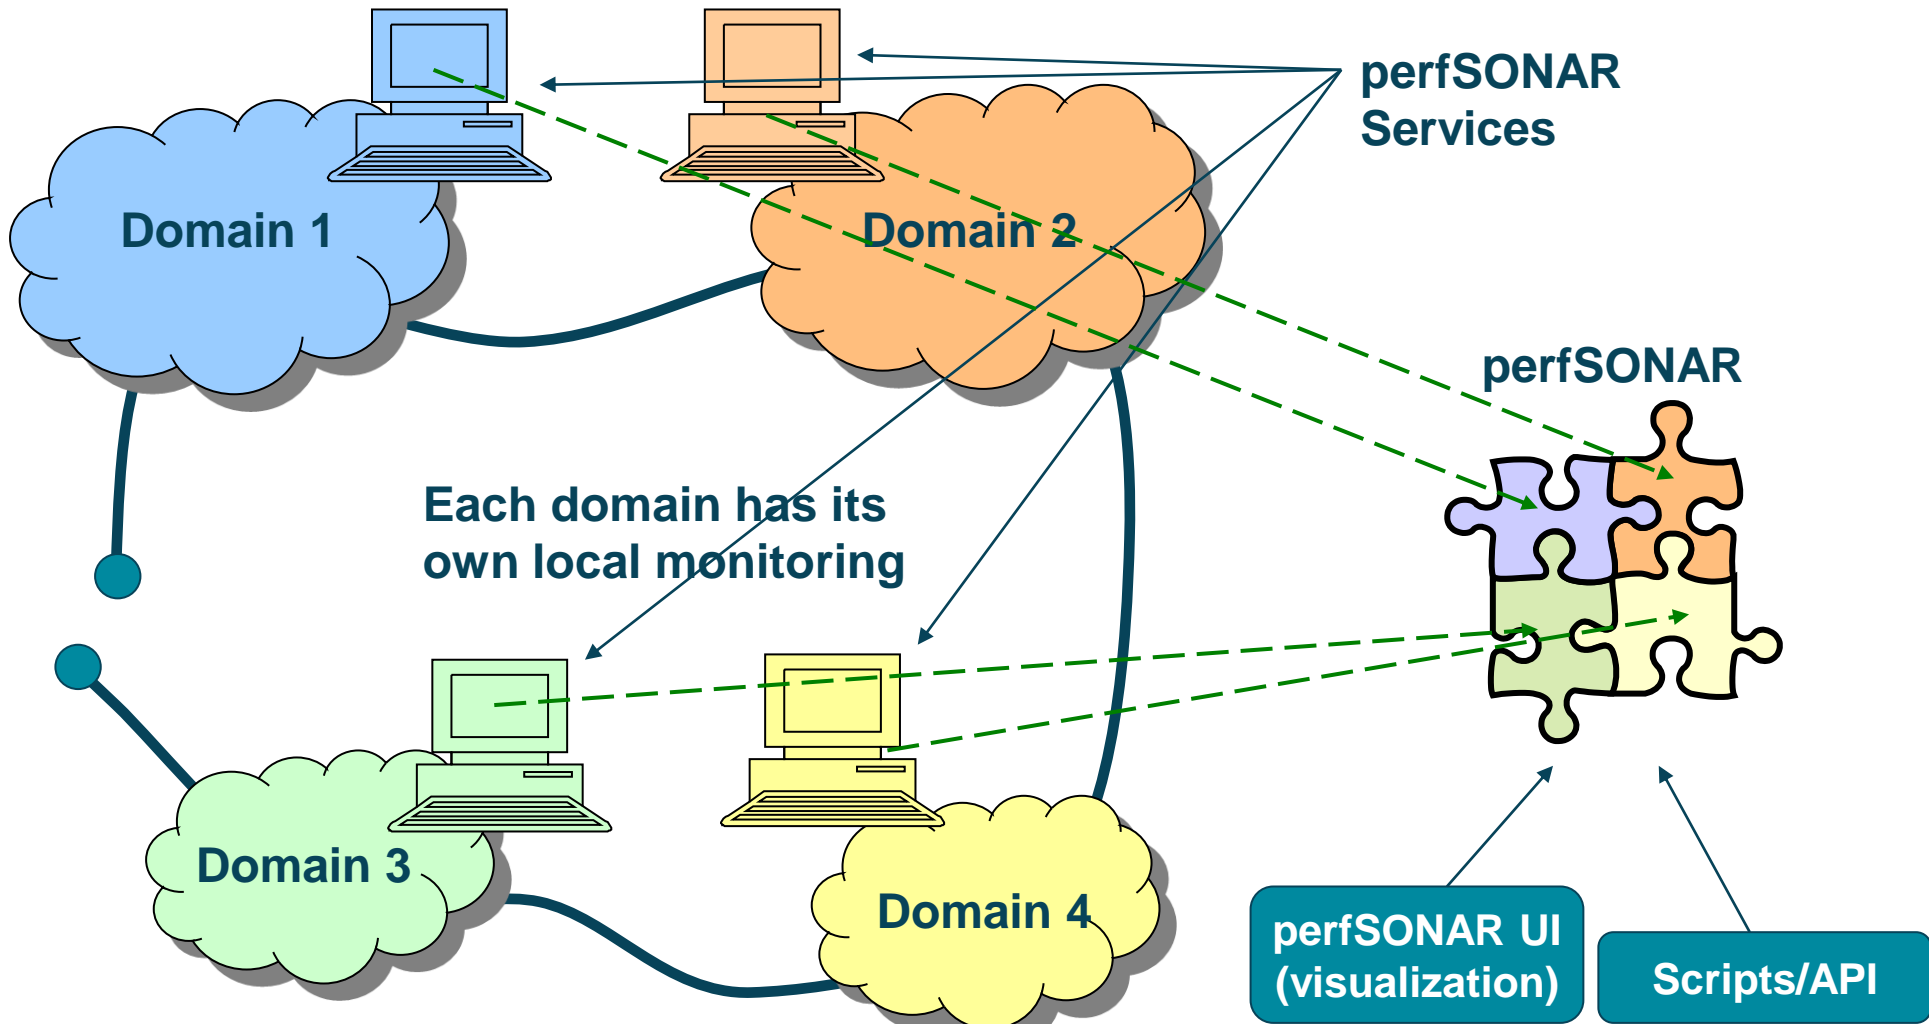 perfSONAR
Services
Domain 1
Domain 2
perfSONAR
Each domain has its
own local monitoring
Domain 3
Domain 4
perfSONAR UI
(visualization)
Scripts/API